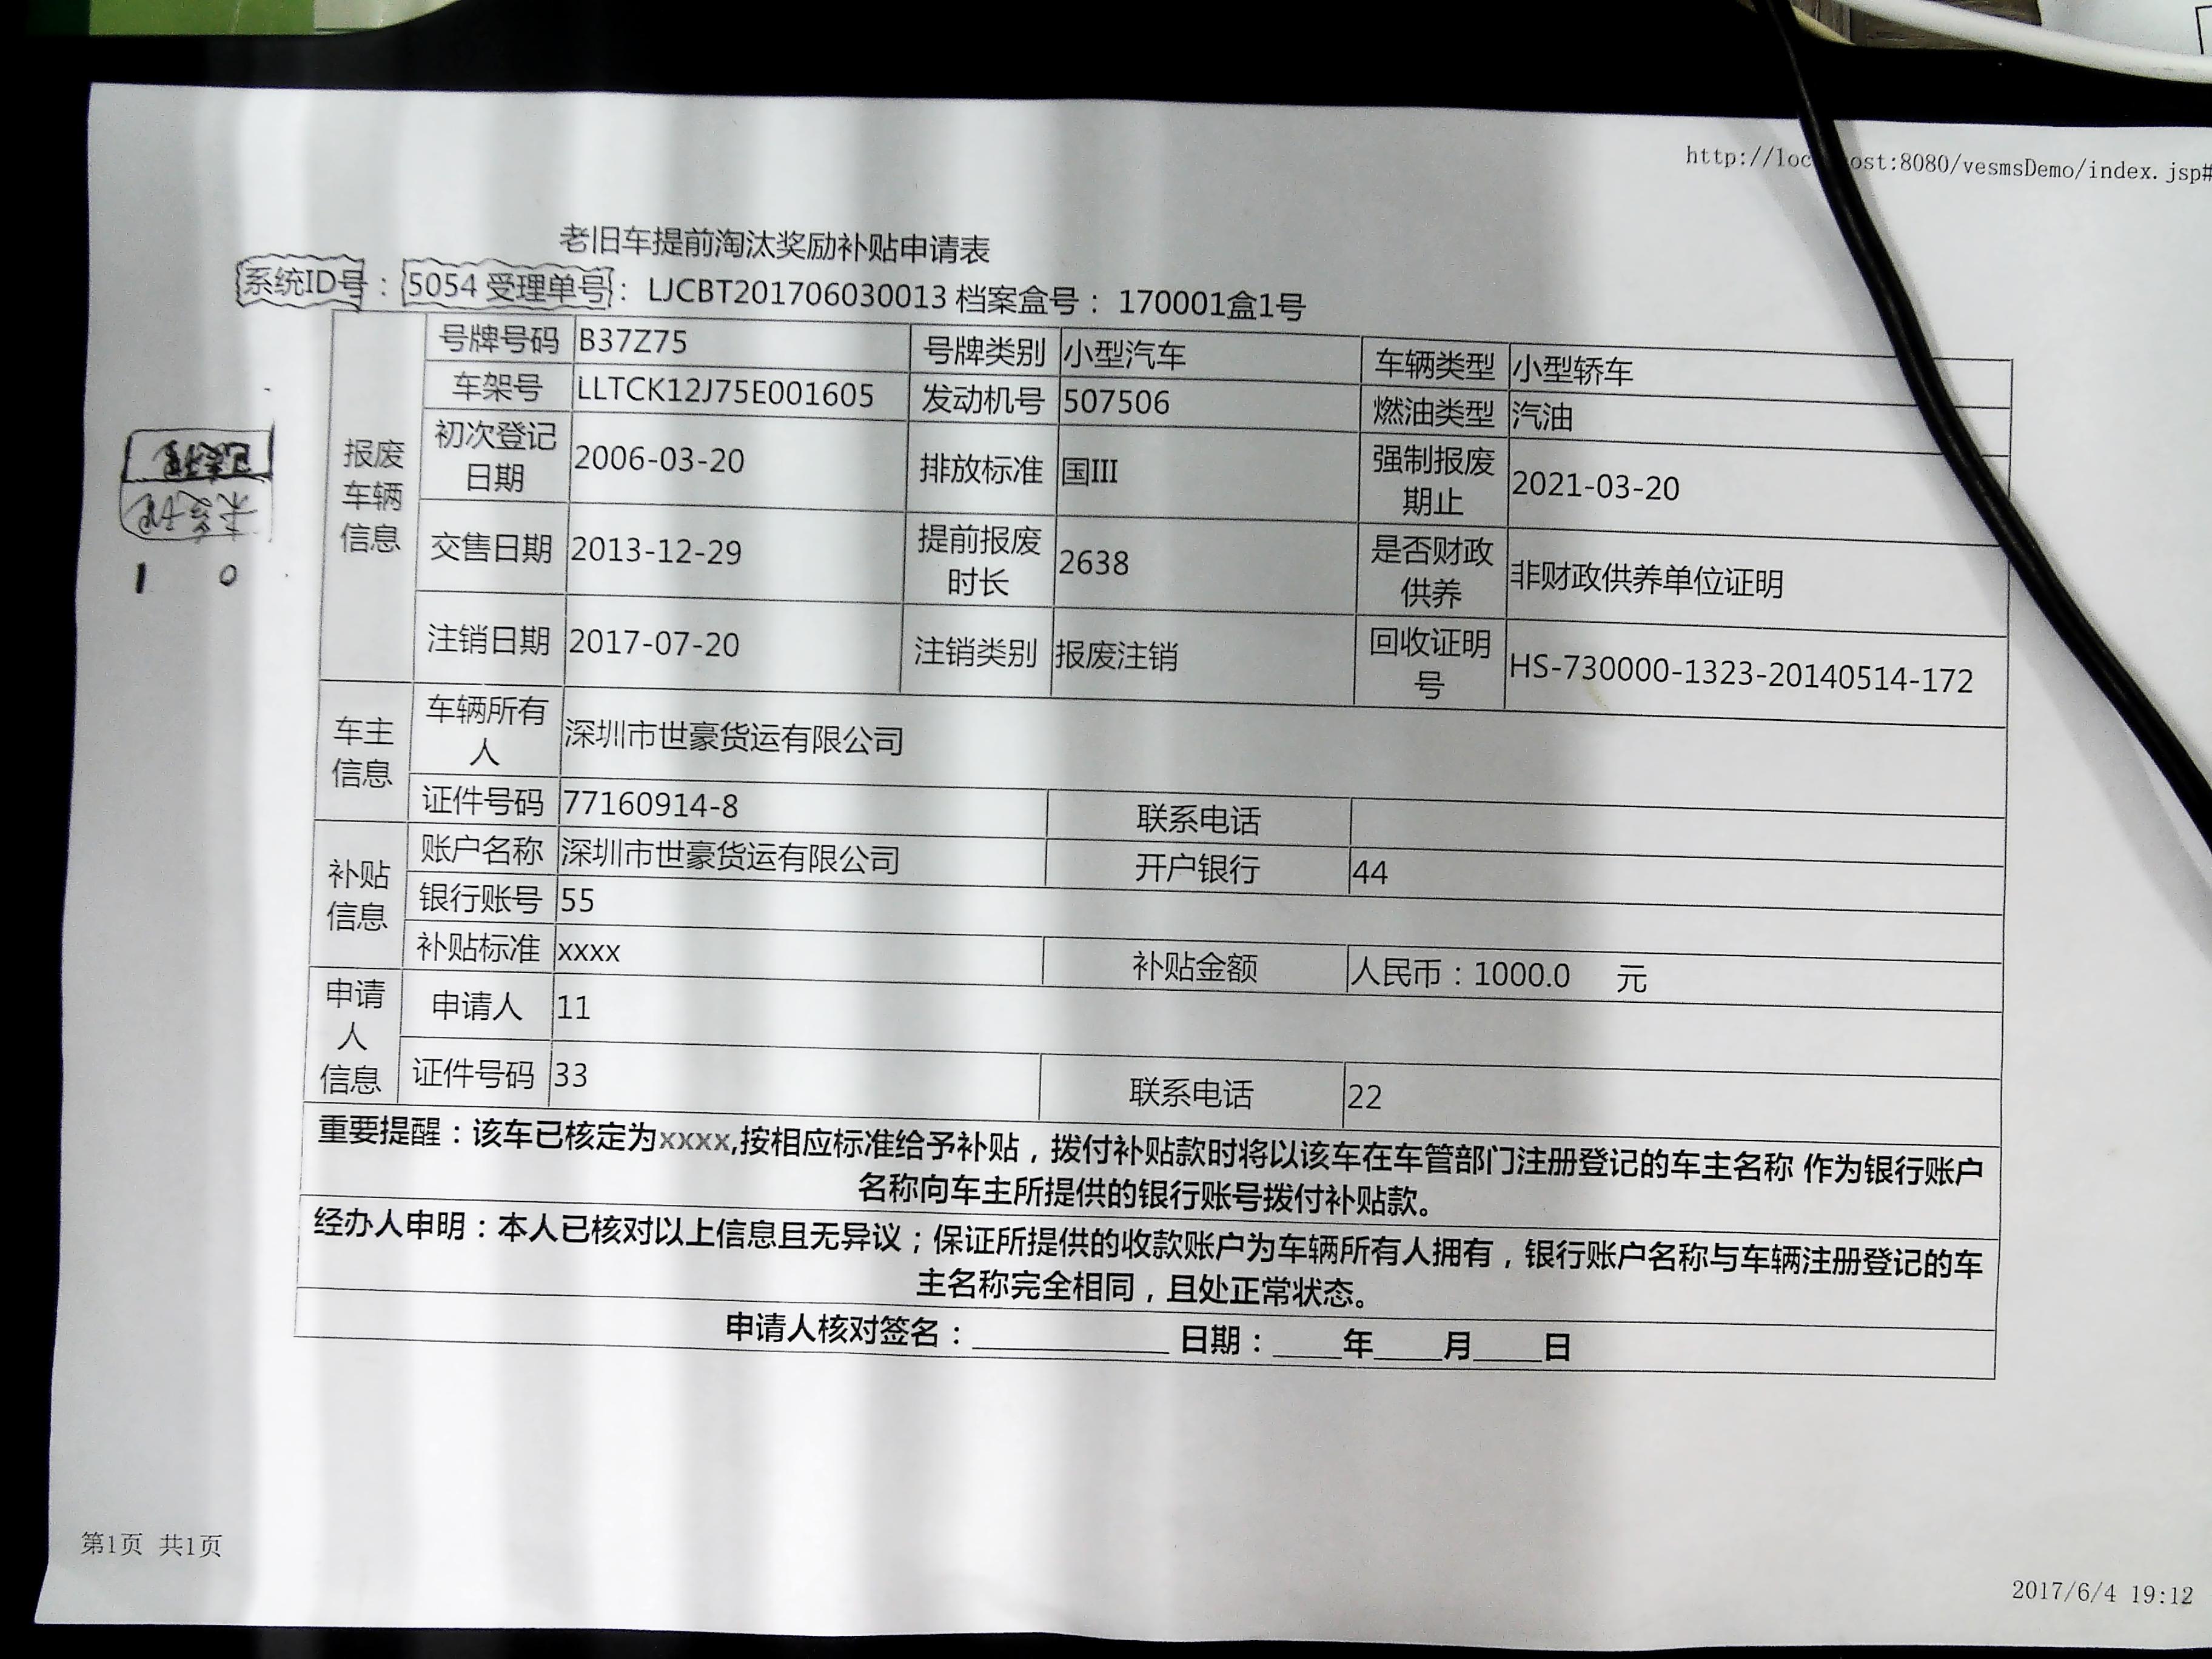 老旧车提前淘汰奖励补贴申请表
系统ID号：5054 受理单号：LJCBT201706030013 档案盒号：170001盒1号
报废车辆信息
号牌号码 B37Z75 号牌类别 小型汽车 车辆类型 小型轿车
车架号 LLTCK12J75E001605 发动机号 507506 燃油类型 汽油
初次登记日期 2006-03-20 排放标准 国III 强制报废期止 2021-03-20
交售日期 2013-12-29 提前报废时长 2638 是否财政供养 非财政供养单位证明
注销日期 2017-07-20 注销类别 报废注销 回收证明号 HS-730000-1323-20140514-172
车主信息
车辆所有人 深圳市世豪货运有限公司
证件号码 77160914-8 联系电话
补贴信息
账户名称 深圳市世豪货运有限公司 开户银行 44
银行账号 55
补贴标准 xxxx 补贴金额 人民币：1000.0 元
申请人信息
申请人 11
证件号码 33 联系电话 22
重要提醒：该车已核定为xxxx,按相应标准给予补贴，拨付补贴款时将以该车在车管部门注册登记的车主名称 作为银行账户
名称向车主所提供的银行账号拨付补贴款。
经办人申明：本人已核对以上信息且无异议；保证所提供的收款账户为车辆所有人拥有，银行账户名称与车辆注册登记的车
主名称完全相同，且处正常状态。
申请人核对签名：__________ 日期：____年____月____日
1 0
第1页 共1页
2017/6/4 19:12